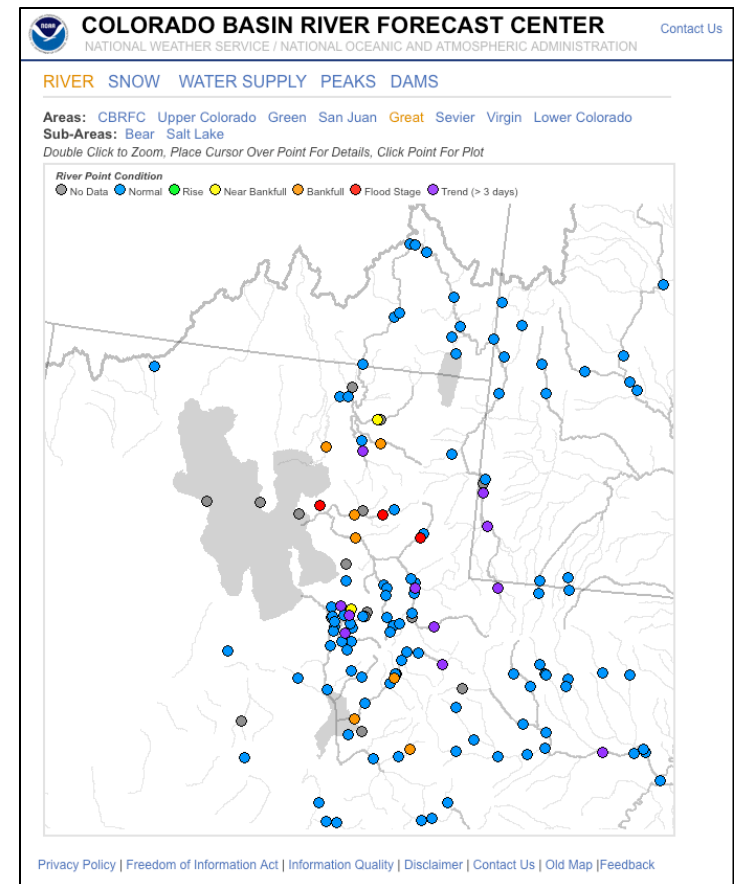 NOAA
COLORADO BASIN RIVER FORECAST CENTER
Contact Us
NATIONAL WEATHER SERVICE / NATIONAL OCEANIC AND ATMOSPHERIC ADMINISTRATION
RIVER SNOW WATER SUPPLY PEAKS DAMS
Areas: CBRFC Upper Colorado Green San Juan Great Sevier Virgin Lower Colorado
Sub-Areas: Bear Salt Lake
Double Click to Zoom, Place Cursor Over Point For Details, Click Point For Plot
River Point Condition
No Data Normal Rise Near Bankfull Bankfull Flood Stage Trend (> 3 days)
Privacy Policy | Freedom of Information Act | Information Quality | Disclaimer | Contact Us | Old Map |Feedback